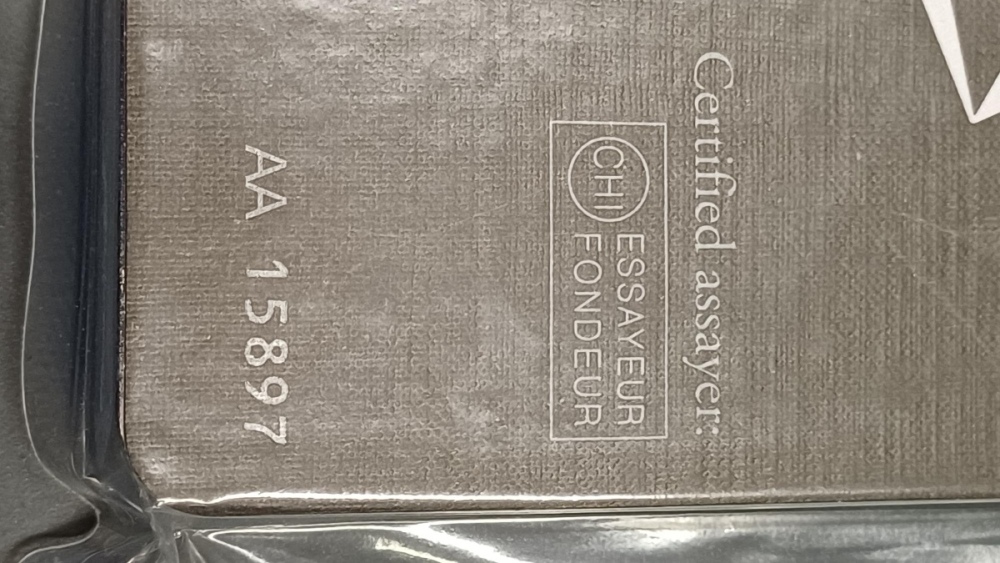 Certified assayer:
CHI ESSAYEUR
FONDEUR
AA 15897